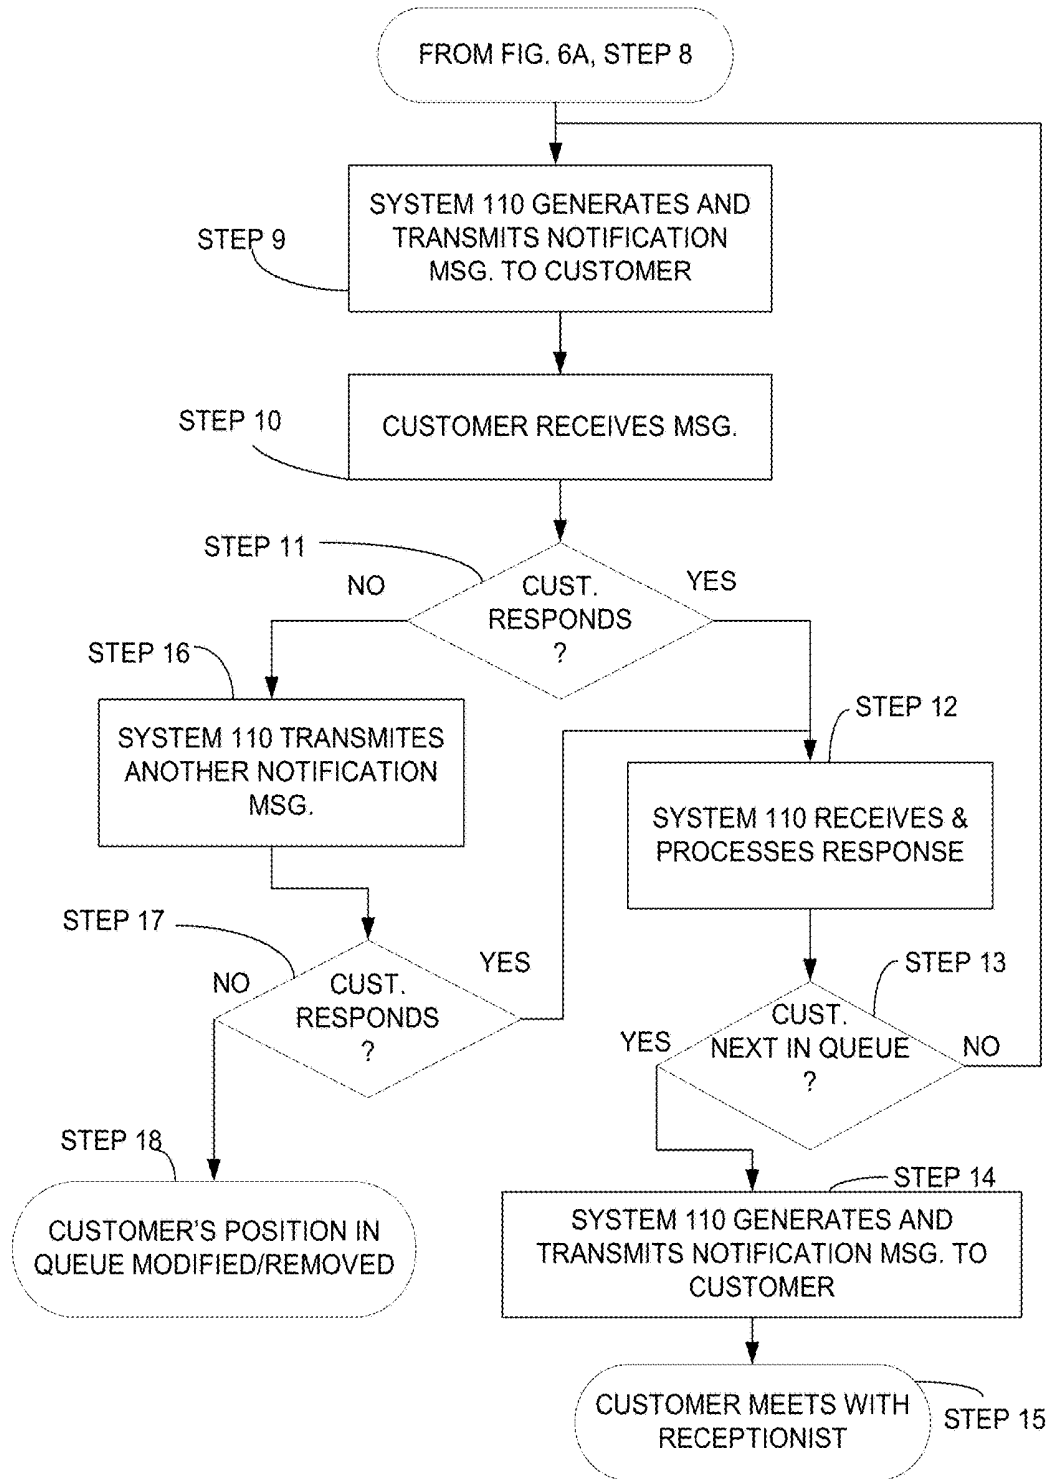 FROM FIG. 6A, STEP 8
SYSTEM 110 GENERATES AND
TRANSMITS NOTIFICATION
MSG. TO CUSTOMER
STEP 9
CUSTOMER RECEIVES MSG.
STEP 10
STEP 11
NO
YES
CUST.
RESPONDS
?
STEP 16
SYSTEM 110 TRANSMITES
ANOTHER NOTIFICATION
MSG.
STEP 12
SYSTEM 110 RECEIVES &
PROCESSES RESPONSE
STEP 17
NO
YES
CUST.
RESPONDS
?
STEP 13
YES
NO
CUST.
NEXT IN QUEUE
?
STEP 18
CUSTOMER'S POSITION IN
QUEUE MODIFIED/REMOVED
STEP 14
SYSTEM 110 GENERATES AND
TRANSMITS NOTIFICATION MSG. TO
CUSTOMER
CUSTOMER MEETS WITH
RECEPTIONIST
STEP 15